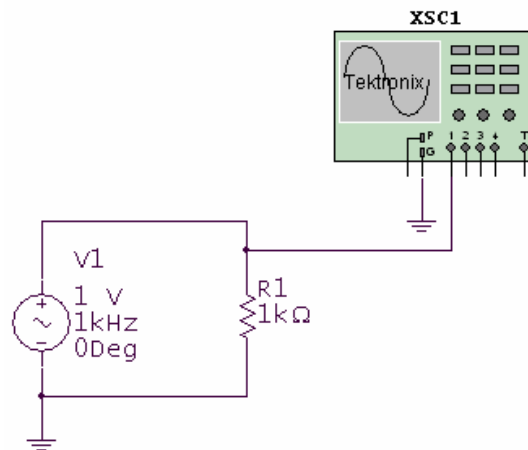 XSC1
Tektronix
P
G
1 2 3 4 T
V1
1 V
1kHz
0Deg
R1
1kΩ